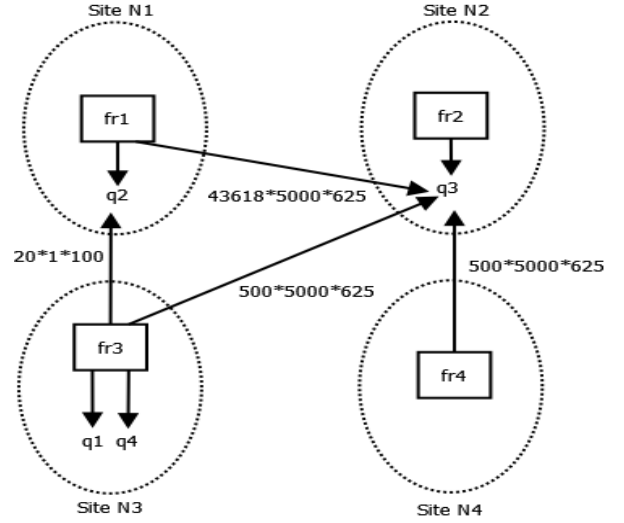 Site N1
Site N2
fr1
fr2
q2
q3
43618*5000*625
20*1*100
500*5000*625
500*5000*625
fr3
fr4
q1 q4
Site N3
Site N4